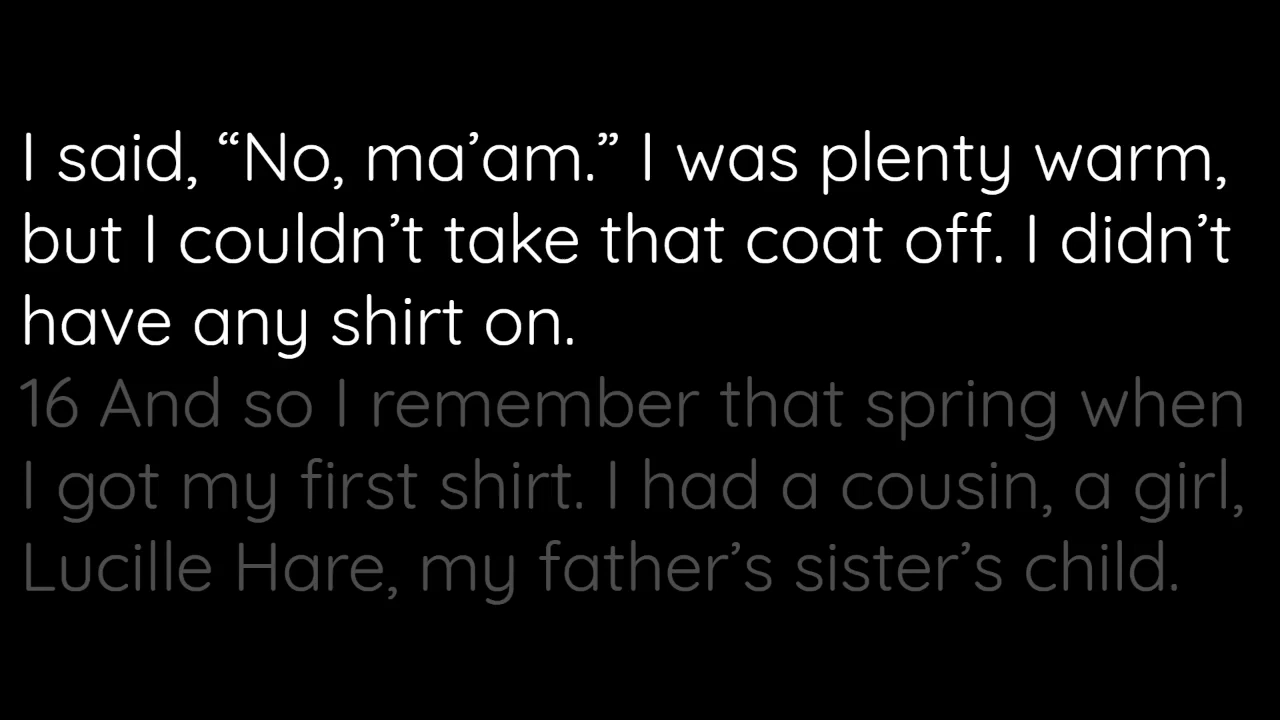 I said, “No, ma’am.” I was plenty warm,
but I couldn’t take that coat off. I didn’t
have any shirt on.
16 And so I remember that spring when
I got my first shirt. I had a cousin, a girl,
Lucille Hare, my father’s sister’s child.